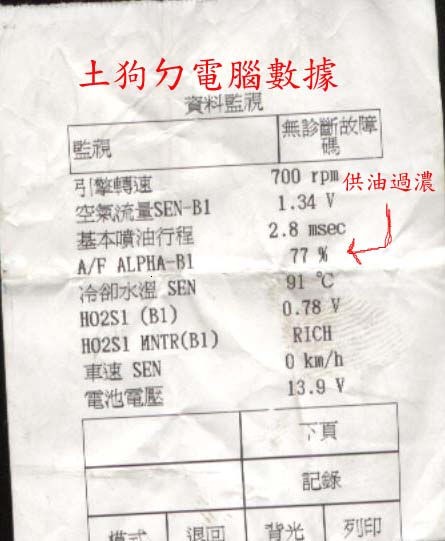 土狗ㄉ電腦數據
資料監視
監視 無診斷故障碼
引擎轉速 700 rpm
供油過濃
空氣流量SEN-B1 1.34 V
基本噴油行程 2.8 msec
A/F ALPHA-B1 77 %
冷卻水溫 SEN 91 ℃
HO2S1 (B1) 0.78 V
HO2S1 MNTR(B1) RICH
車速 SEN 0 km/h
電池電壓 13.9 V
下頁
記錄
模式 退回 背光 列印